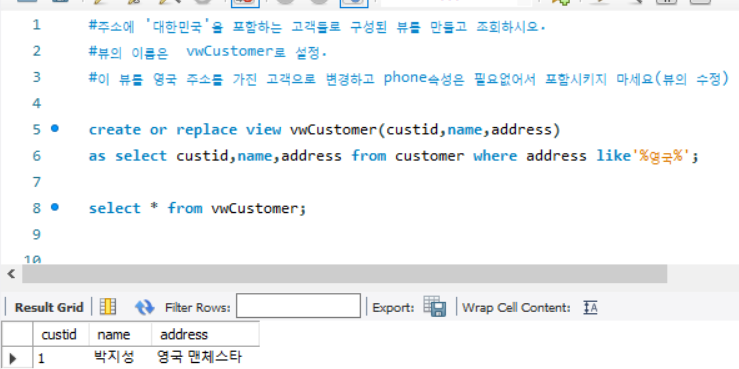 1 #주소에 '대한민국'을 포함하는 고객들로 구성된 뷰를 만들고 조회하시오.
2 #뷰의 이름은 vwCustomer로 설정.
3 #이 뷰를 영국 주소를 가진 고객으로 변경하고 phone속성은 필요없어서 포함시키지 마세요(뷰의 수정)
4
5 create or replace view vwCustomer(custid,name,address)
6 as select custid,name,address from customer where address like'%영국%';
7
8 select * from vwCustomer;
9
10
Result Grid Filter Rows: Export: Wrap Cell Content: IA
custid name address
1 박지성 영국 맨체스타